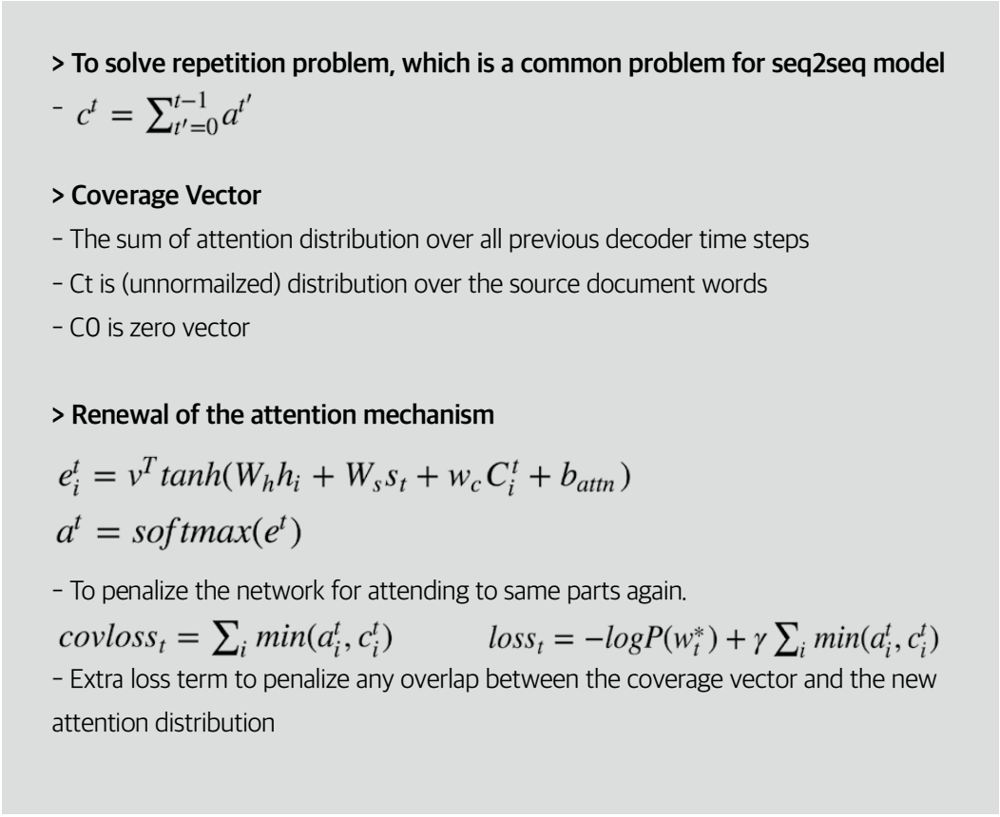 > To solve repetition problem, which is a common problem for seq2seq model
- c^t = ∑_{t'=0}^{t-1} a^{t'}
> Coverage Vector
- The sum of attention distribution over all previous decoder time steps
- Ct is (unnormailzed) distribution over the source document words
- C0 is zero vector
> Renewal of the attention mechanism
e_i^t = v^T tanh(W_h h_i + W_s s_t + w_c C_i^t + b_{attn})
a^t = softmax(e^t)
- To penalize the network for attending to same parts again.
covloss_t = ∑_i min(a_i^t, c_i^t) loss_t = -logP(w_t^*) + γ ∑_i min(a_i^t, c_i^t)
- Extra loss term to penalize any overlap between the coverage vector and the new
attention distribution